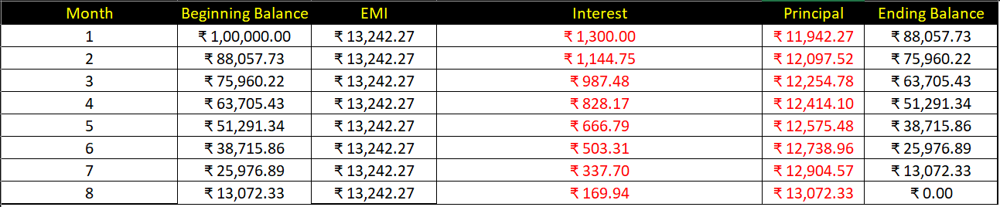 Month Beginning Balance EMI Interest Principal Ending Balance
1 ₹ 1,00,000.00 ₹ 13,242.27 ₹ 1,300.00 ₹ 11,942.27 ₹ 88,057.73
2 ₹ 88,057.73 ₹ 13,242.27 ₹ 1,144.75 ₹ 12,097.52 ₹ 75,960.22
3 ₹ 75,960.22 ₹ 13,242.27 ₹ 987.48 ₹ 12,254.78 ₹ 63,705.43
4 ₹ 63,705.43 ₹ 13,242.27 ₹ 828.17 ₹ 12,414.10 ₹ 51,291.34
5 ₹ 51,291.34 ₹ 13,242.27 ₹ 666.79 ₹ 12,575.48 ₹ 38,715.86
6 ₹ 38,715.86 ₹ 13,242.27 ₹ 503.31 ₹ 12,738.96 ₹ 25,976.89
7 ₹ 25,976.89 ₹ 13,242.27 ₹ 337.70 ₹ 12,904.57 ₹ 13,072.33
8 ₹ 13,072.33 ₹ 13,242.27 ₹ 169.94 ₹ 13,072.33 ₹ 0.00